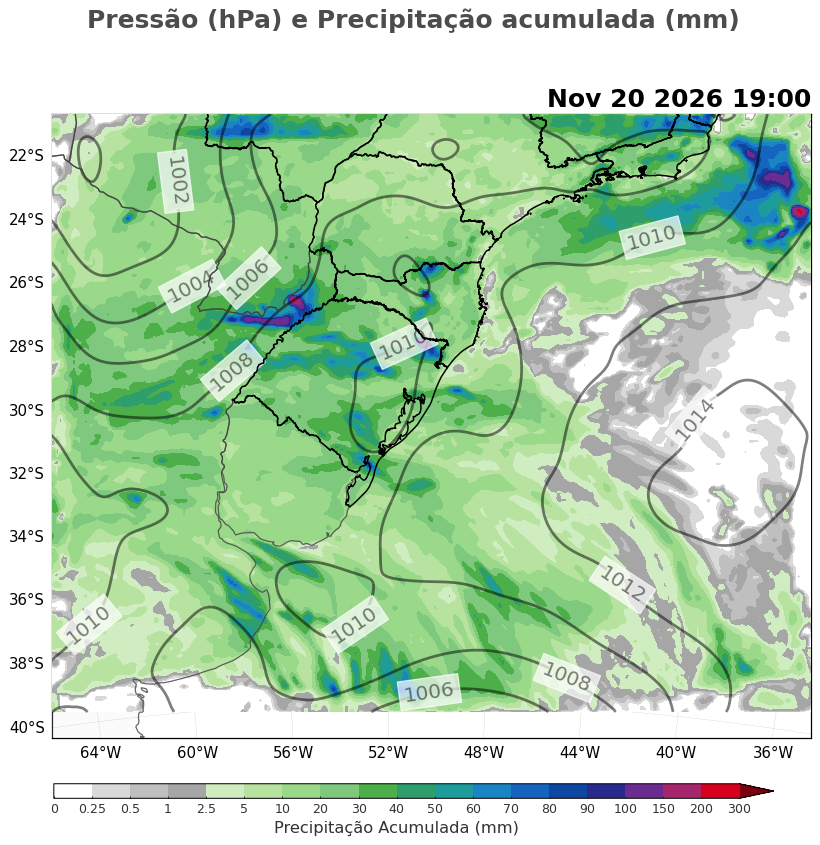 Pressão (hPa) e Precipitação acumulada (mm)
Nov 20 2026 19:00
22°S
24°S
26°S
28°S
30°S
32°S
34°S
36°S
38°S
40°S
1002
1004
1006
1008
1010
1010
1014
1012
1010
1010
1008
1006
64°W 60°W 56°W 52°W 48°W 44°W 40°W 36°W
0 0.25 0.5 1 2.5 5 10 20 30 40 50 60 70 80 90 100 150 200 300
Precipitação Acumulada (mm)